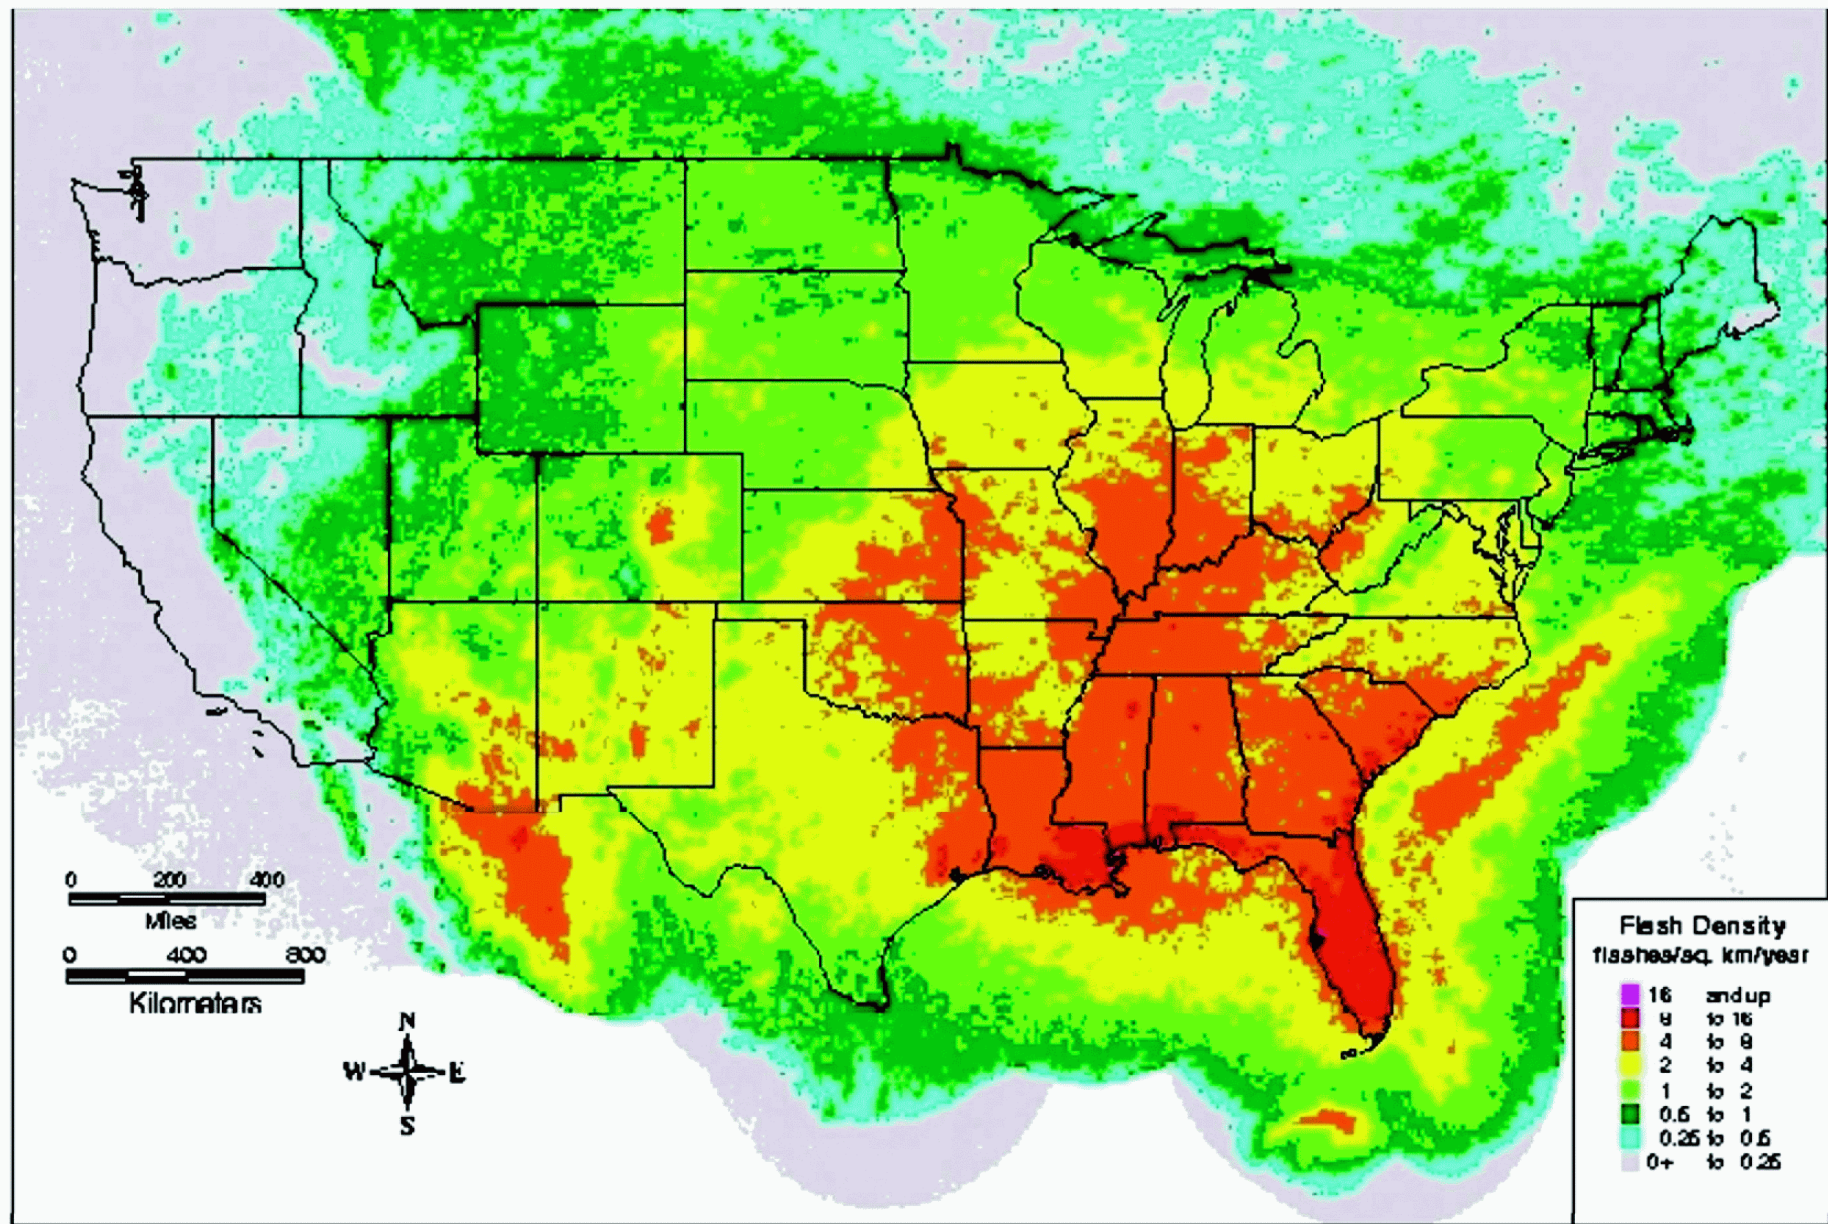 0 200 400
Miles
0 400 800
Kilometers
N
W E
S
Flash Density
flashes/sq. km/year
16 and up
8 to 16
4 to 8
2 to 4
1 to 2
0.5 to 1
0.25 to 0.5
0+ to 0.25